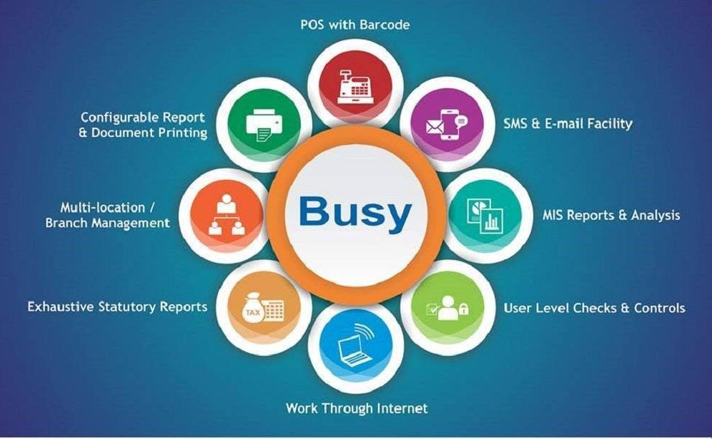 POS with Barcode
SMS & E-mail Facility
MIS Reports & Analysis
User Level Checks & Controls
Work Through Internet
Exhaustive Statutory Reports
TAX
Multi-location /
Branch Management
Configurable Report
& Document Printing
Busy